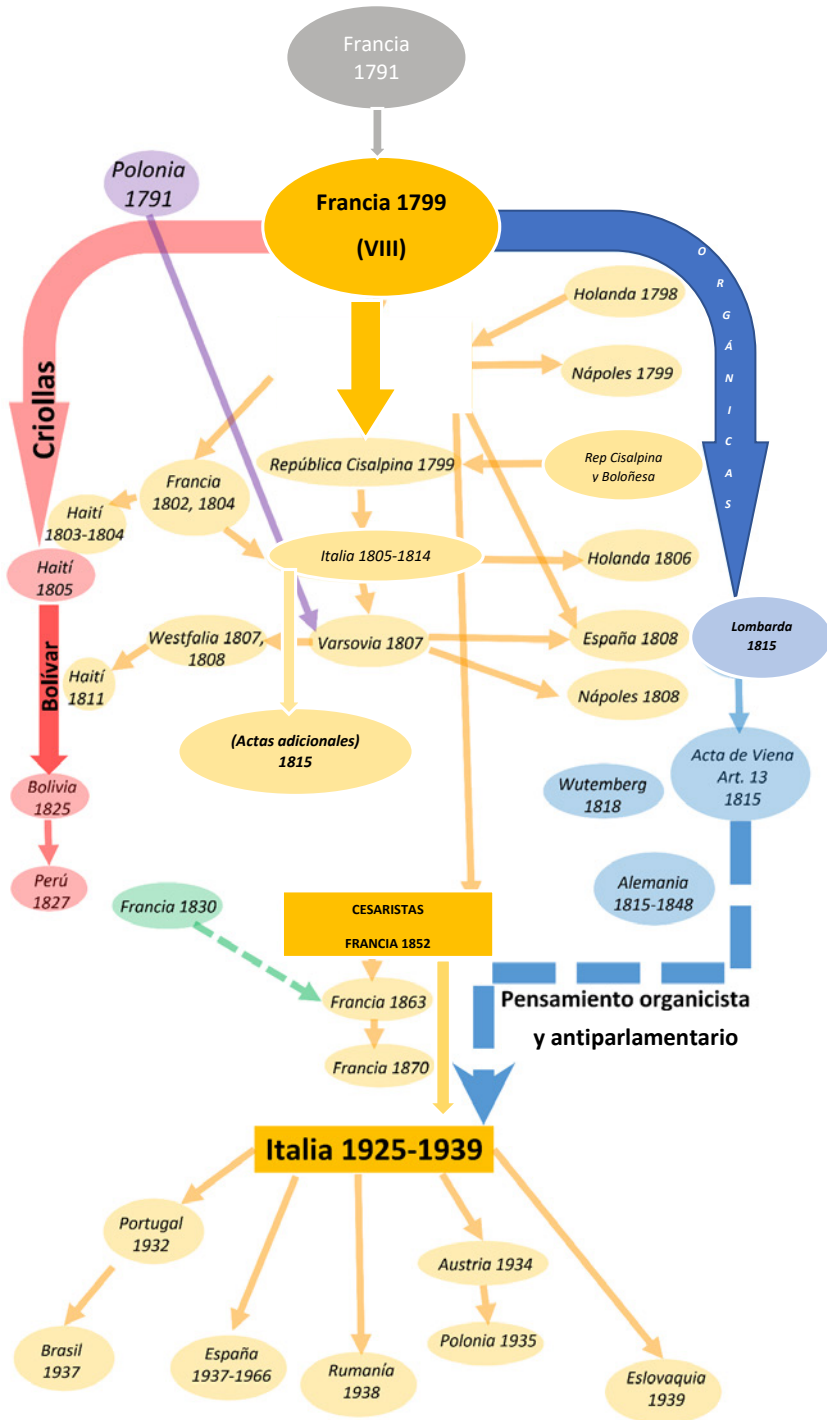 Francia
1791
Polonia
1791
Francia 1799
(VIII)
ORGÁNICAS
Criollas
Holanda 1798
Nápoles 1799
República Cisalpina 1799
Rep Cisalpina
y Boloñesa
Francia
1802, 1804
Haití
1803-1804
Italia 1805-1814
Holanda 1806
Haití
1805
Westfalia 1807,
1808
Varsovia 1807
España 1808
Lombarda
1815
Bolívar
Haití
1811
Nápoles 1808
(Actas adicionales)
1815
Acta de Viena
Art. 13
1815
Wutemberg
1818
Bolivia
1825
Perú
1827
Alemania
1815-1848
Francia 1830
CESARISTAS
FRANCIA 1852
Francia 1863
Pensamiento organicista
y antiparlamentario
Francia 1870
Italia 1925-1939
Portugal
1932
Austria 1934
Polonia 1935
Brasil
1937
España
1937-1966
Rumanía
1938
Eslovaquia
1939